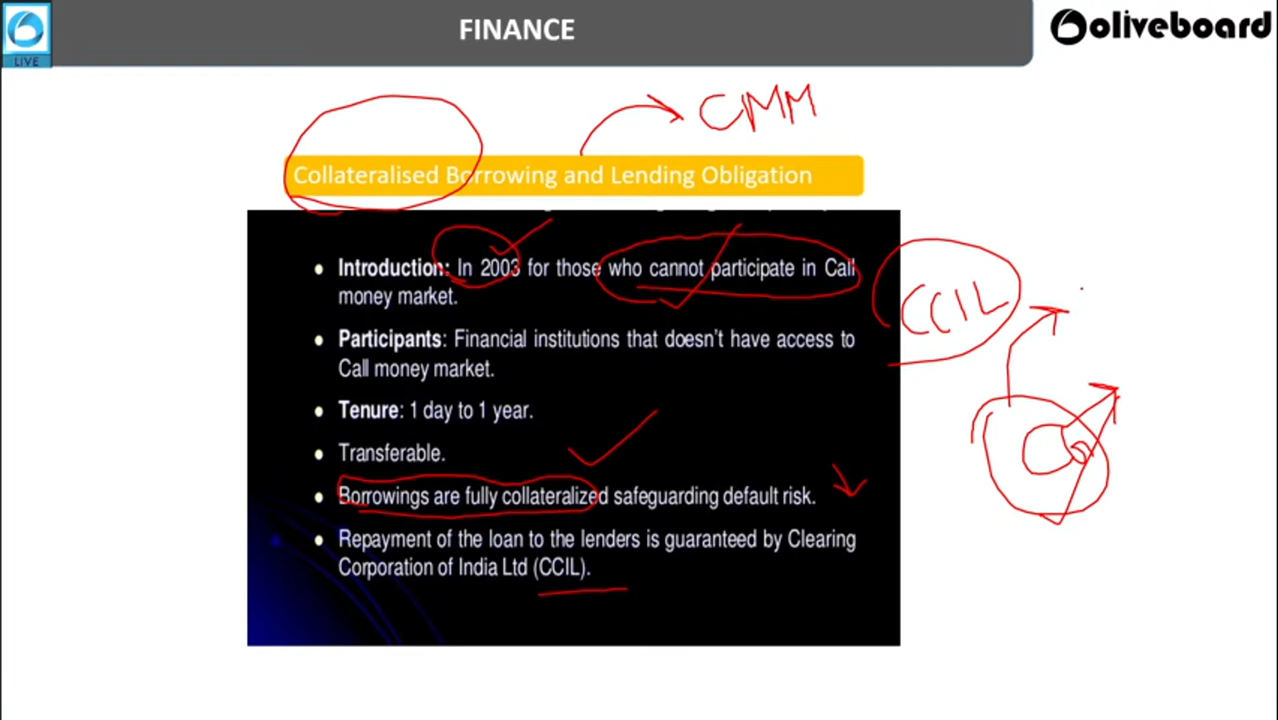 LIVE
FINANCE
oliveboard
CMM
Collateralised Borrowing and Lending Obligation
Introduction: In 2003 for those who cannot participate in Call
money market.
CCIL
Participants: Financial institutions that doesn't have access to
Call money market.
Tenure: 1 day to 1 year.
Transferable.
Borrowings are fully collateralized safeguarding default risk.
Repayment of the loan to the lenders is guaranteed by Clearing
Corporation of India Ltd (CCIL).